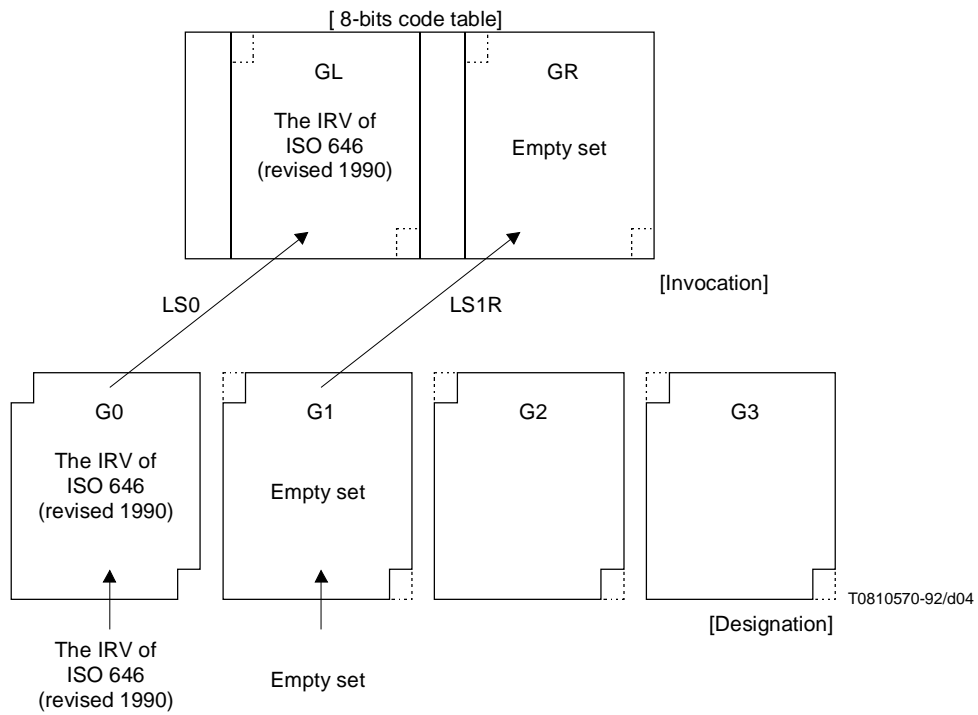 [ 8-bits code table]
GL
GR
The IRV of
ISO 646
(revised 1990)
Empty set
[Invocation]
LS0
LS1R
G0
G1
G2
G3
The IRV of
ISO 646
(revised 1990)
Empty set
T0810570-92/d04
[Designation]
The IRV of
ISO 646
(revised 1990)
Empty set